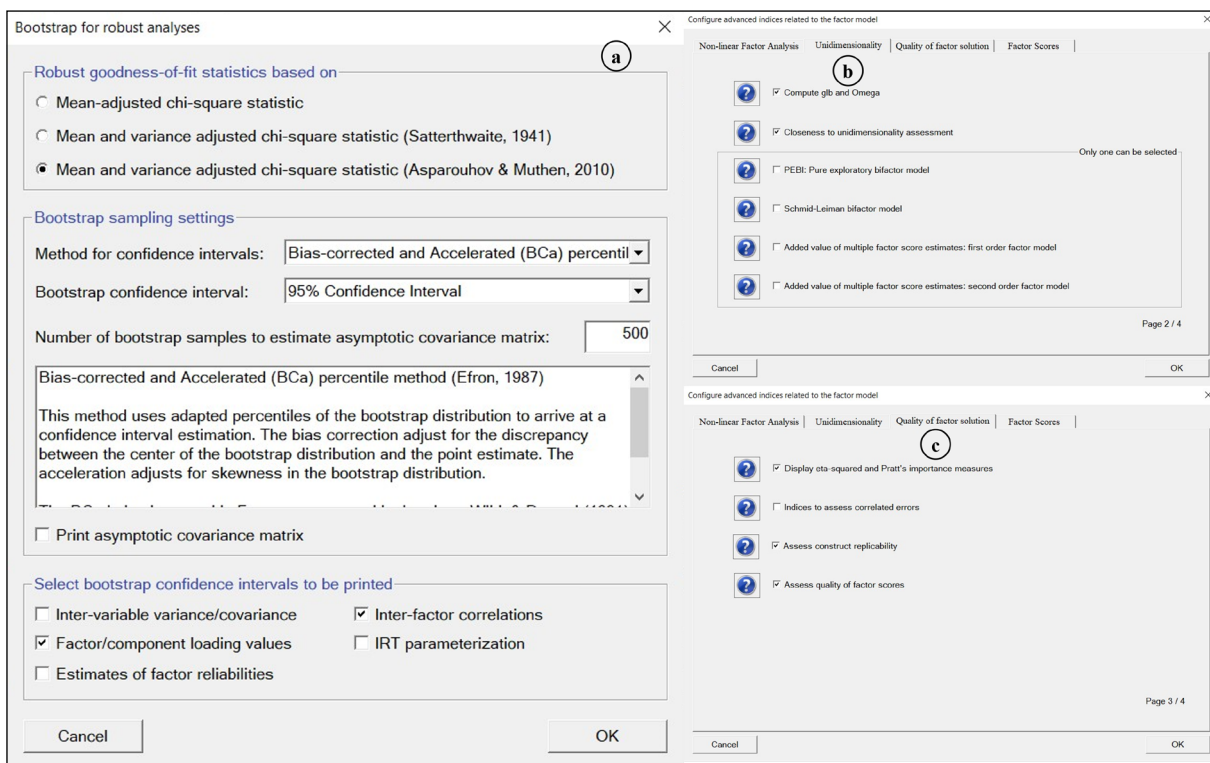 Bootstrap for robust analyses
a
Robust goodness-of-fit statistics based on
Mean-adjusted chi-square statistic
Mean and variance adjusted chi-square statistic (Satterthwaite, 1941)
Mean and variance adjusted chi-square statistic (Asparouhov & Muthen, 2010)
Bootstrap sampling settings
Method for confidence intervals: Bias-corrected and Accelerated (BCa) percentil
Bootstrap confidence interval: 95% Confidence Interval
Number of bootstrap samples to estimate asymptotic covariance matrix: 500
Bias-corrected and Accelerated (BCa) percentile method (Efron, 1987)
This method uses adapted percentiles of the bootstrap distribution to arrive at a
confidence interval estimation. The bias correction adjust for the discrepancy
between the center of the bootstrap distribution and the point estimate. The
acceleration adjusts for skewness in the bootstrap distribution.
Print asymptotic covariance matrix
Select bootstrap confidence intervals to be printed
Inter-variable variance/covariance Inter-factor correlations
Factor/component loading values IRT parameterization
Estimates of factor reliabilities
Cancel OK
Configure advanced indices related to the factor model
Non-linear Factor Analysis Unidimensionality Quality of factor solution Factor Scores
b
? Compute glb and Omega
? Closeness to unidimensionality assessment
Only one can be selected
? PEBI: Pure exploratory bifactor model
? Schmid-Leiman bifactor model
? Added value of multiple factor score estimates: first order factor model
? Added value of multiple factor score estimates: second order factor model
Page 2 / 4
Cancel OK
Configure advanced indices related to the factor model
Non-linear Factor Analysis Unidimensionality Quality of factor solution Factor Scores
c
? Display eta-squared and Pratt's importance measures
? Indices to assess correlated errors
? Assess construct replicability
? Assess quality of factor scores
Page 3 / 4
Cancel OK